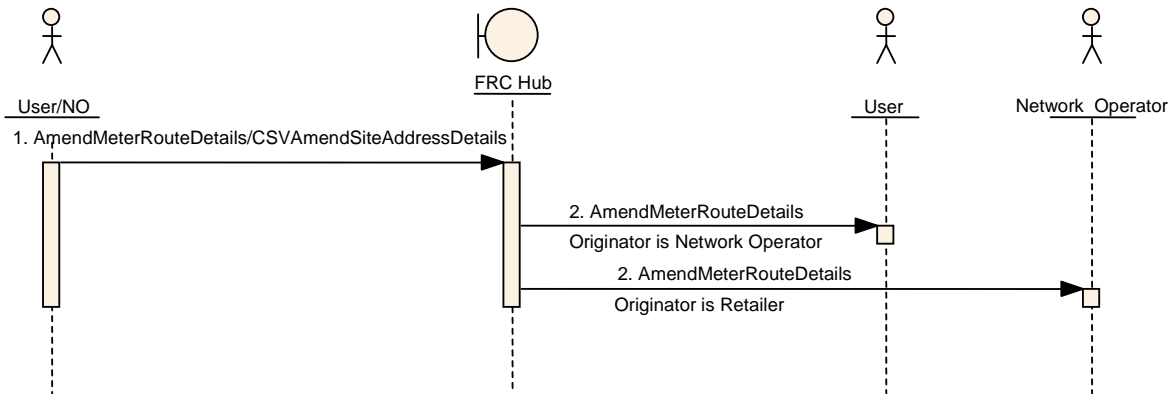 FRC Hub
User/NO
User
Network Operator
1. AmendMeterRouteDetails/CSVAmendSiteAddressDetails
2. AmendMeterRouteDetails
Originator is Network Operator
2. AmendMeterRouteDetails
Originator is Retailer